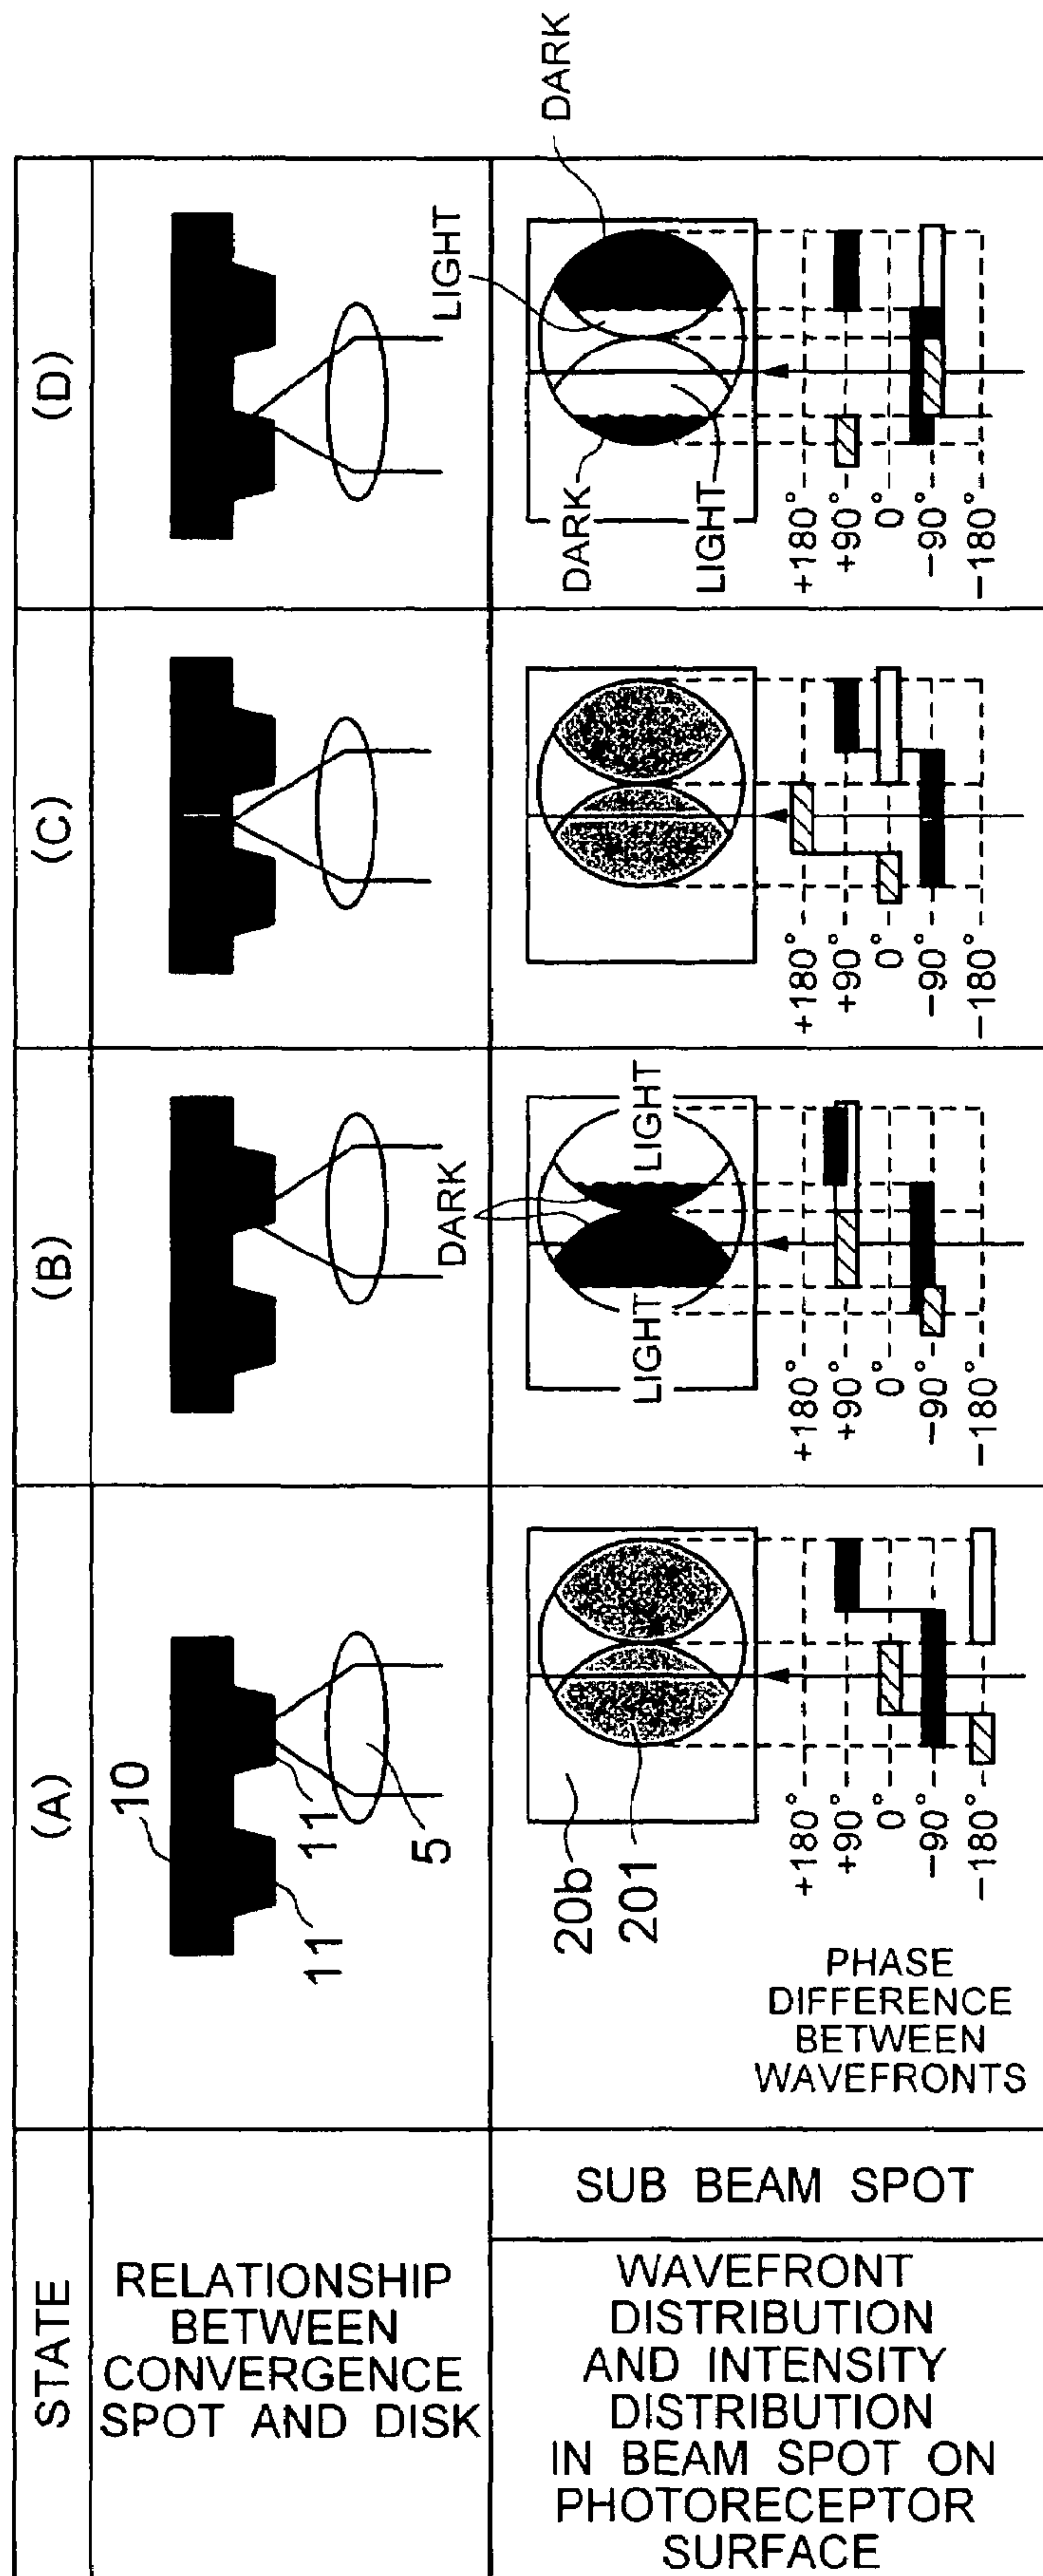 STATE
(A)
(B)
(C)
(D)
RELATIONSHIP
BETWEEN
CONVERGENCE
SPOT AND DISK
10
11
11
5
WAVEFRONT
DISTRIBUTION
AND INTENSITY
DISTRIBUTION
IN BEAM SPOT ON
PHOTORECEPTOR
SURFACE
SUB BEAM SPOT
20b
201
PHASE
DIFFERENCE
BETWEEN
WAVEFRONTS
+180°
+90°
0°
-90°
-180°
DARK
LIGHT
LIGHT
+180°
+90°
0°
-90°
-180°
+180°
+90°
0°
-90°
-180°
LIGHT
DARK
DARK
LIGHT
+180°
+90°
0°
-90°
-180°